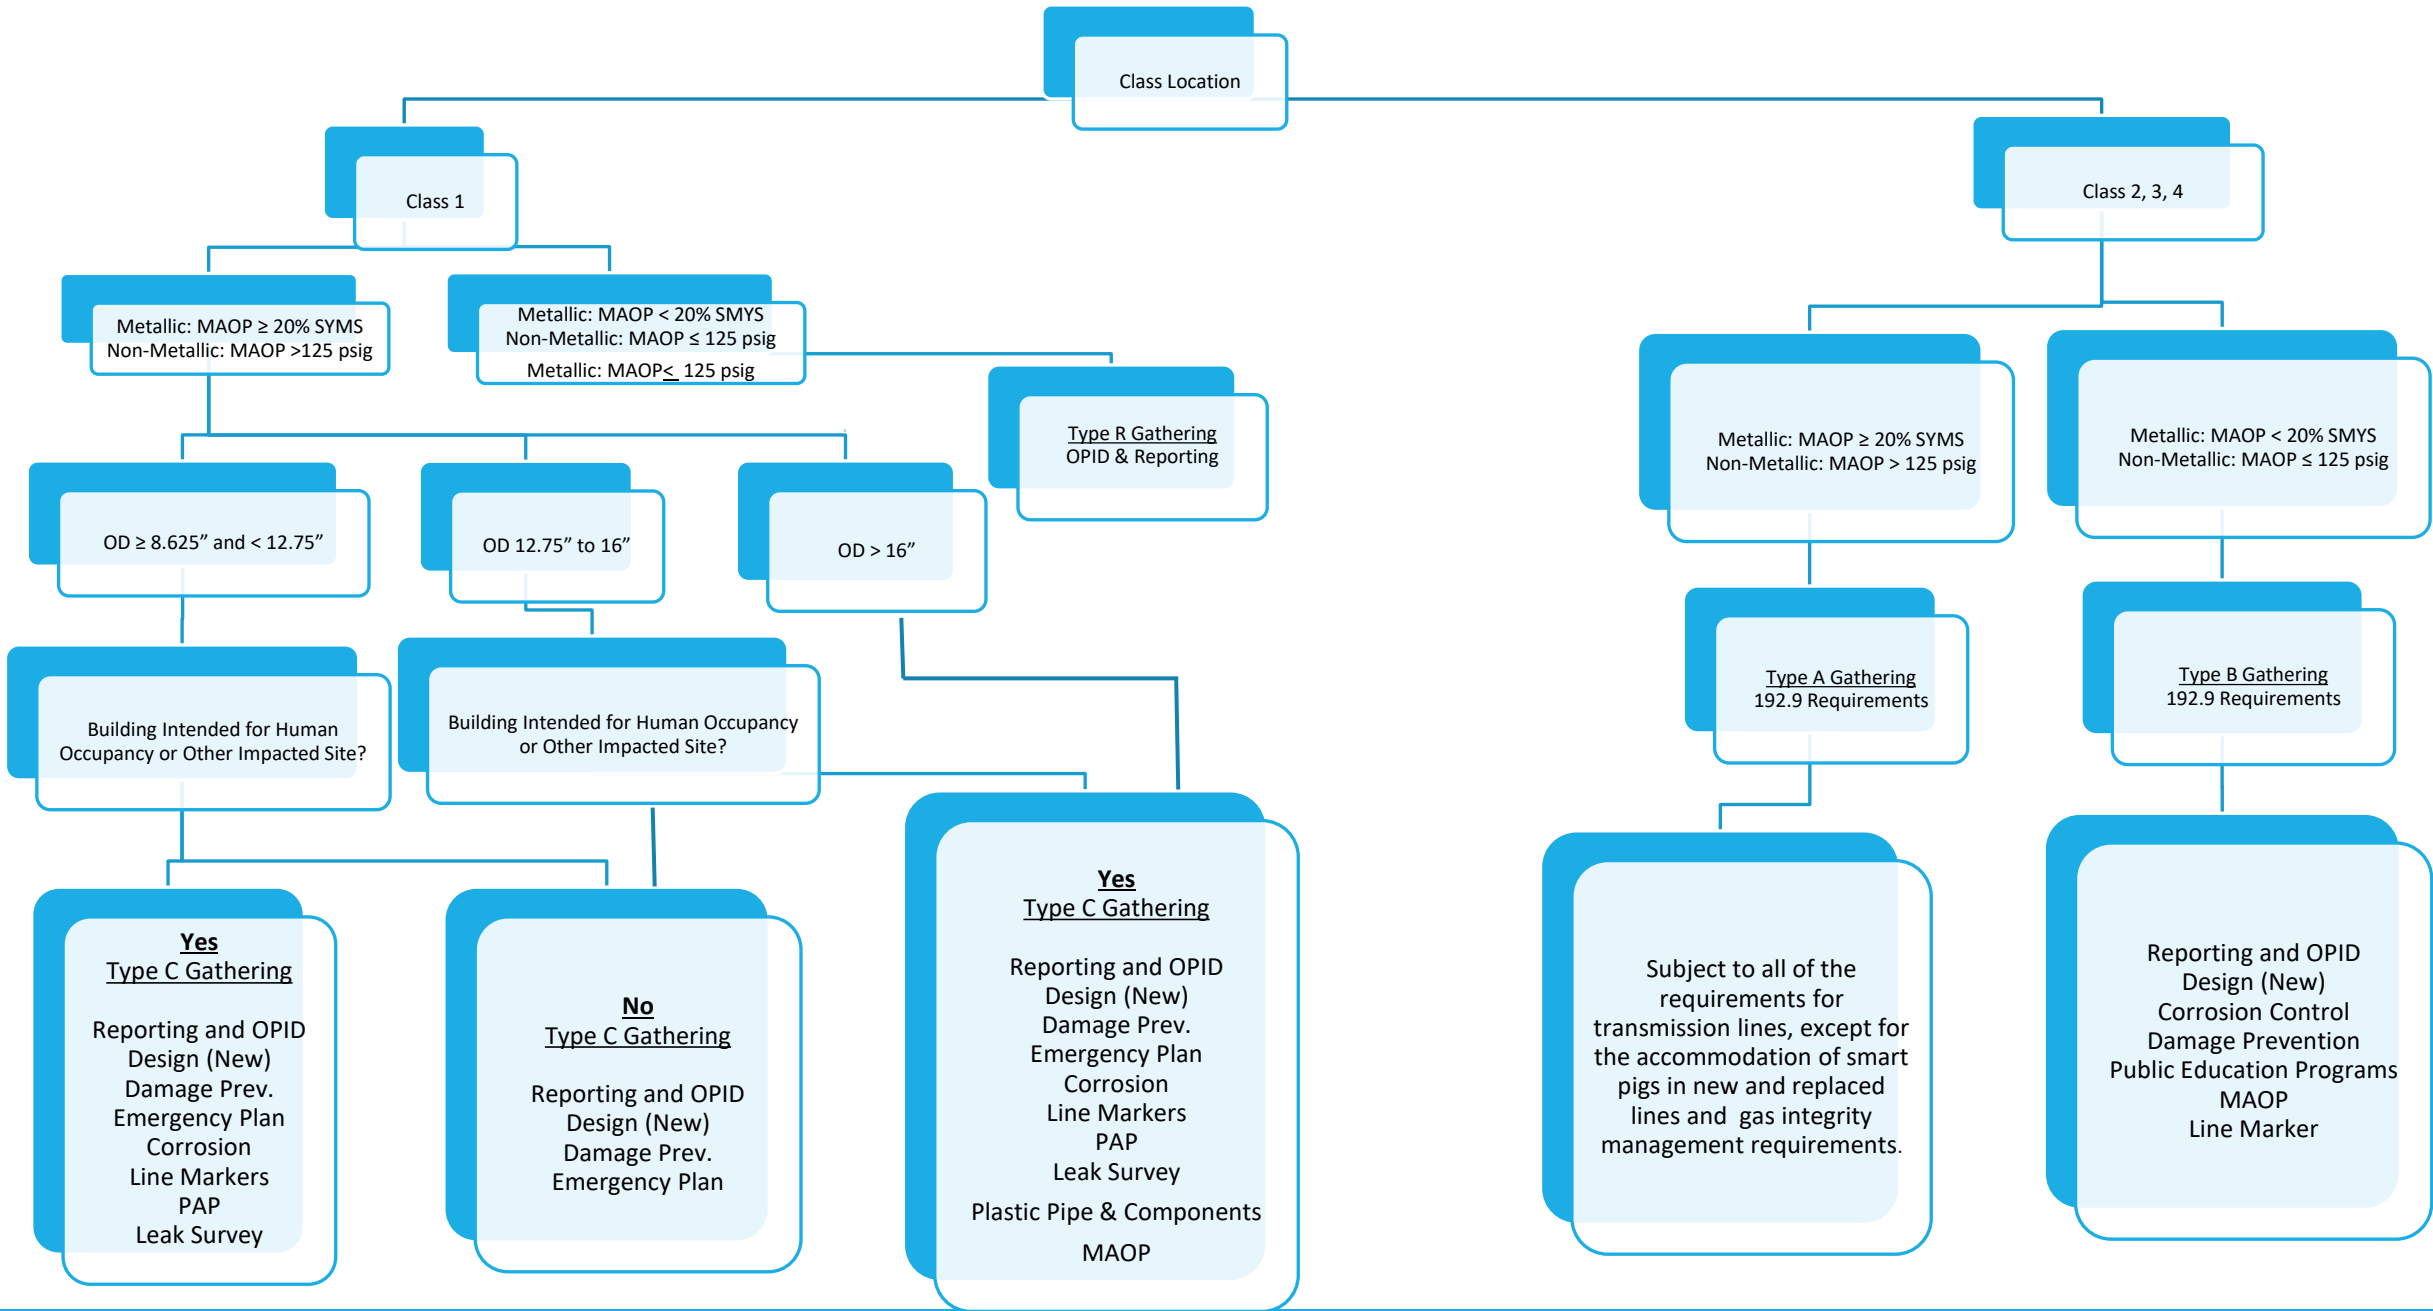 Class Location
Class 1
Class 2, 3, 4
Metallic: MAOP ≥ 20% SYMS
Non-Metallic: MAOP >125 psig
Metallic: MAOP < 20% SMYS
Non-Metallic: MAOP ≤ 125 psig
Metallic: MAOP< 125 psig
Type R Gathering
OPID & Reporting
Metallic: MAOP ≥ 20% SYMS
Non-Metallic: MAOP > 125 psig
Metallic: MAOP < 20% SMYS
Non-Metallic: MAOP ≤ 125 psig
OD ≥ 8.625” and < 12.75”
OD 12.75” to 16”
OD > 16”
Building Intended for Human
Occupancy or Other Impacted Site?
Building Intended for Human Occupancy
or Other Impacted Site?
Type A Gathering
192.9 Requirements
Type B Gathering
192.9 Requirements
Yes
Type C Gathering
Reporting and OPID
Design (New)
Damage Prev.
Emergency Plan
Corrosion
Line Markers
PAP
Leak Survey
No
Type C Gathering
Reporting and OPID
Design (New)
Damage Prev.
Emergency Plan
Yes
Type C Gathering
Reporting and OPID
Design (New)
Damage Prev.
Emergency Plan
Corrosion
Line Markers
PAP
Leak Survey
Plastic Pipe & Components
MAOP
Subject to all of the
requirements for
transmission lines, except for
the accommodation of smart
pigs in new and replaced
lines and gas integrity
management requirements.
Reporting and OPID
Design (New)
Corrosion Control
Damage Prevention
Public Education Programs
MAOP
Line Marker